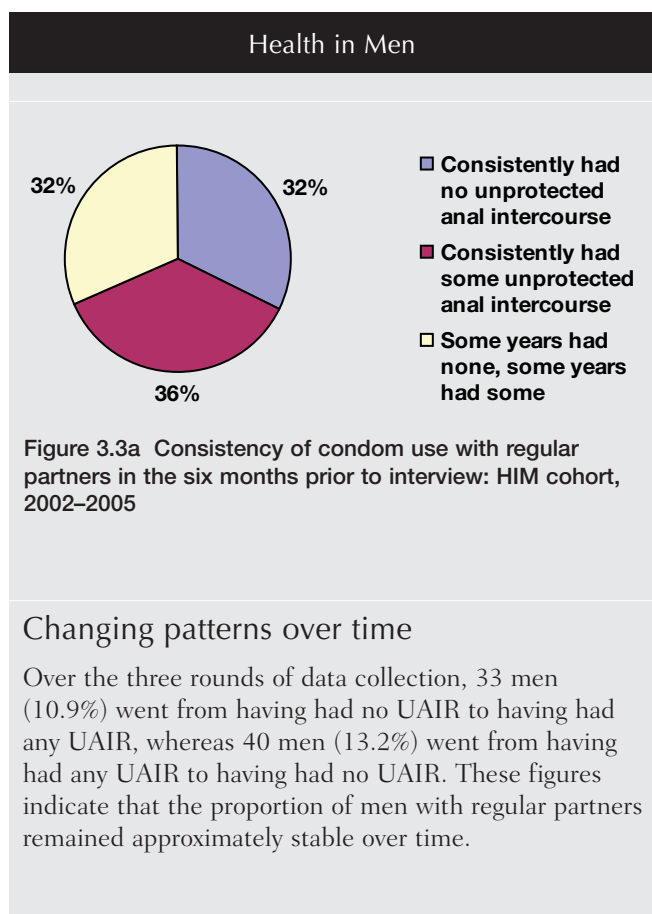 Health in Men
32%
32%
36%
Consistently had
no unprotected
anal intercourse
Consistently had
some unprotected
anal intercourse
Some years had
none, some years
had some
Figure 3.3a  Consistency of condom use with regular
partners in the six months prior to interview: HIM cohort,
2002–2005
Changing patterns over time
Over the three rounds of data collection, 33 men
(10.9%) went from having had no UAIR to having had
any UAIR, whereas 40 men (13.2%) went from having
had any UAIR to having had no UAIR. These figures
indicate that the proportion of men with regular partners
remained approximately stable over time.